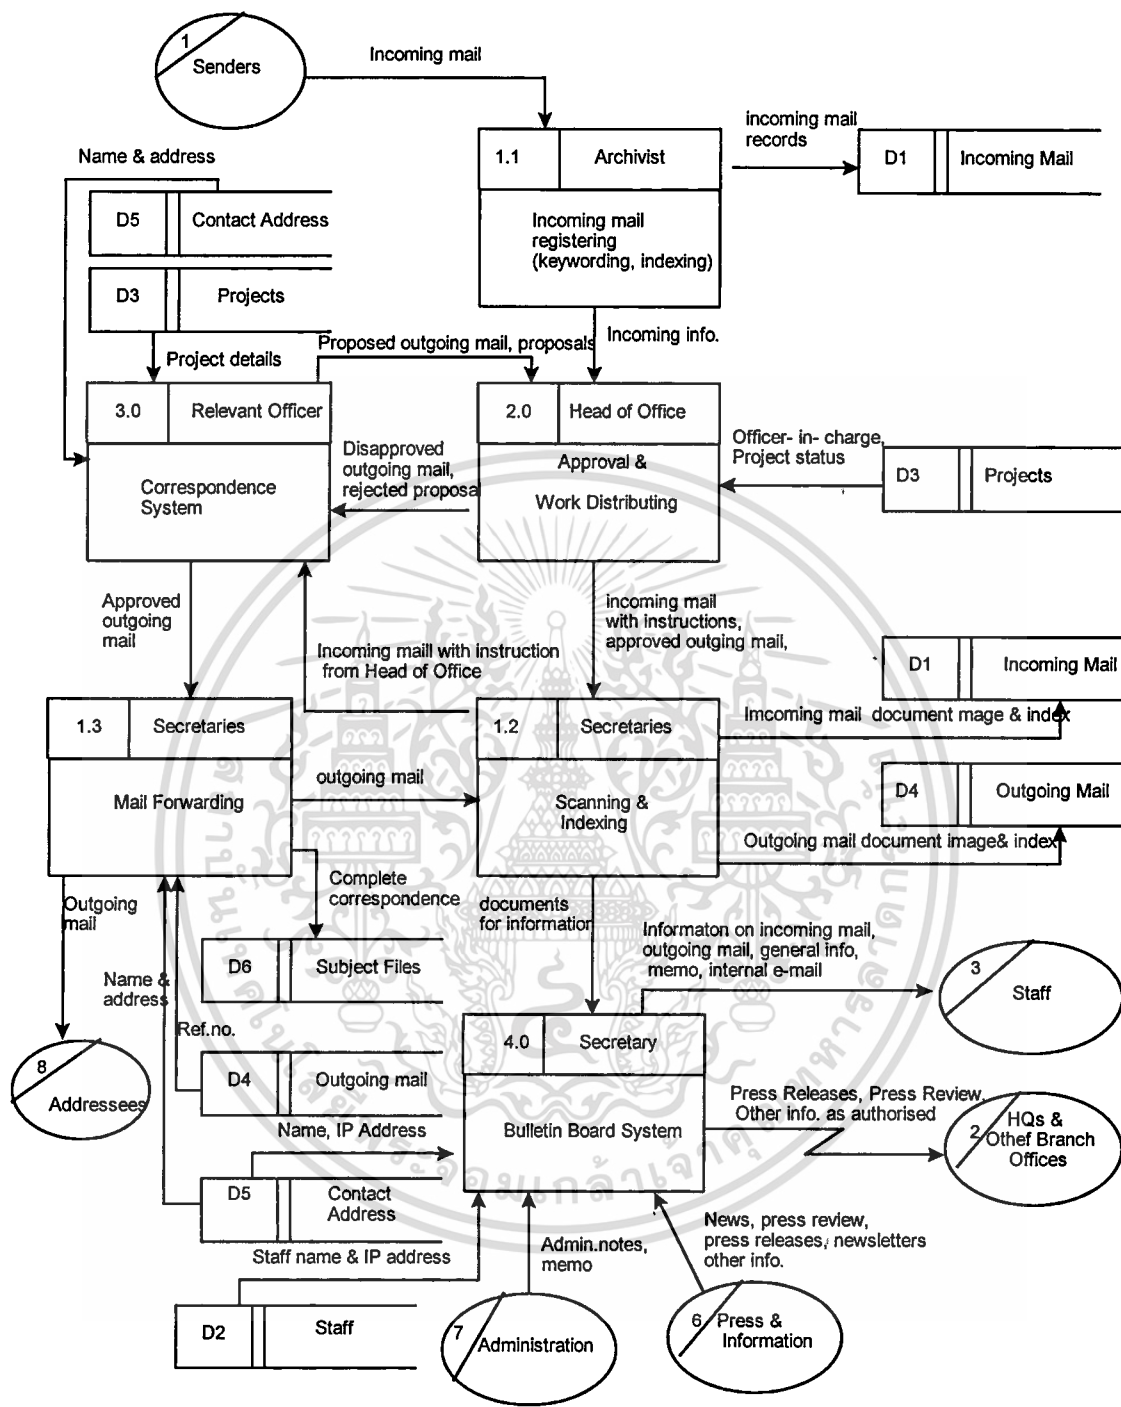 1
Senders
Incoming mail
incoming mail
records
1.1
Archivist
D1
Incoming Mail
Name & address
D5
Contact Address
Incoming mail
registering
(keywording, indexing)
D3
Projects
Incoming info.
Proposed outgoing mail, proposals
Project details
3.0
Relevant Officer
2.0
Head of Office
Officer- in- charge,
Project status
Disapproved
outgoing mail,
rejected proposal
Approval &
Work Distributing
D3
Projects
Correspondence
System
Approved
outgoing
mail
incoming mail
with instructions,
approved outging mail,
Incoming maill with instruction
from Head of Office
D1
Incoming Mail
1.3
Secretaries
1.2
Secretaries
Imcoming mail document mage & index
Mail Forwarding
outgoing mail
Scanning &
Indexing
D4
Outgoing Mail
Outgoing mail document image& index
Complete
correspondence
Outgoing
mail
documents
for information
Informaton on incoming mail,
outgoing mail, general info,
memo, internal e-mail
D6
Subject Files
3
Staff
Name &
address
Ref.no.
4.0
Secretary
8
Addressees
D4
Outgoing mail
Press Releases, Press Review,
Other info. as authorised
Name, IP Address
Bulletin Board System
2
HQs &
Othef Branch
Offices
D5
Contact
Address
News, press review,
press releases, newsletters
other info.
Staff name & IP address
Admin.notes,
memo
D2
Staff
7
Administration
6
Press &
Information